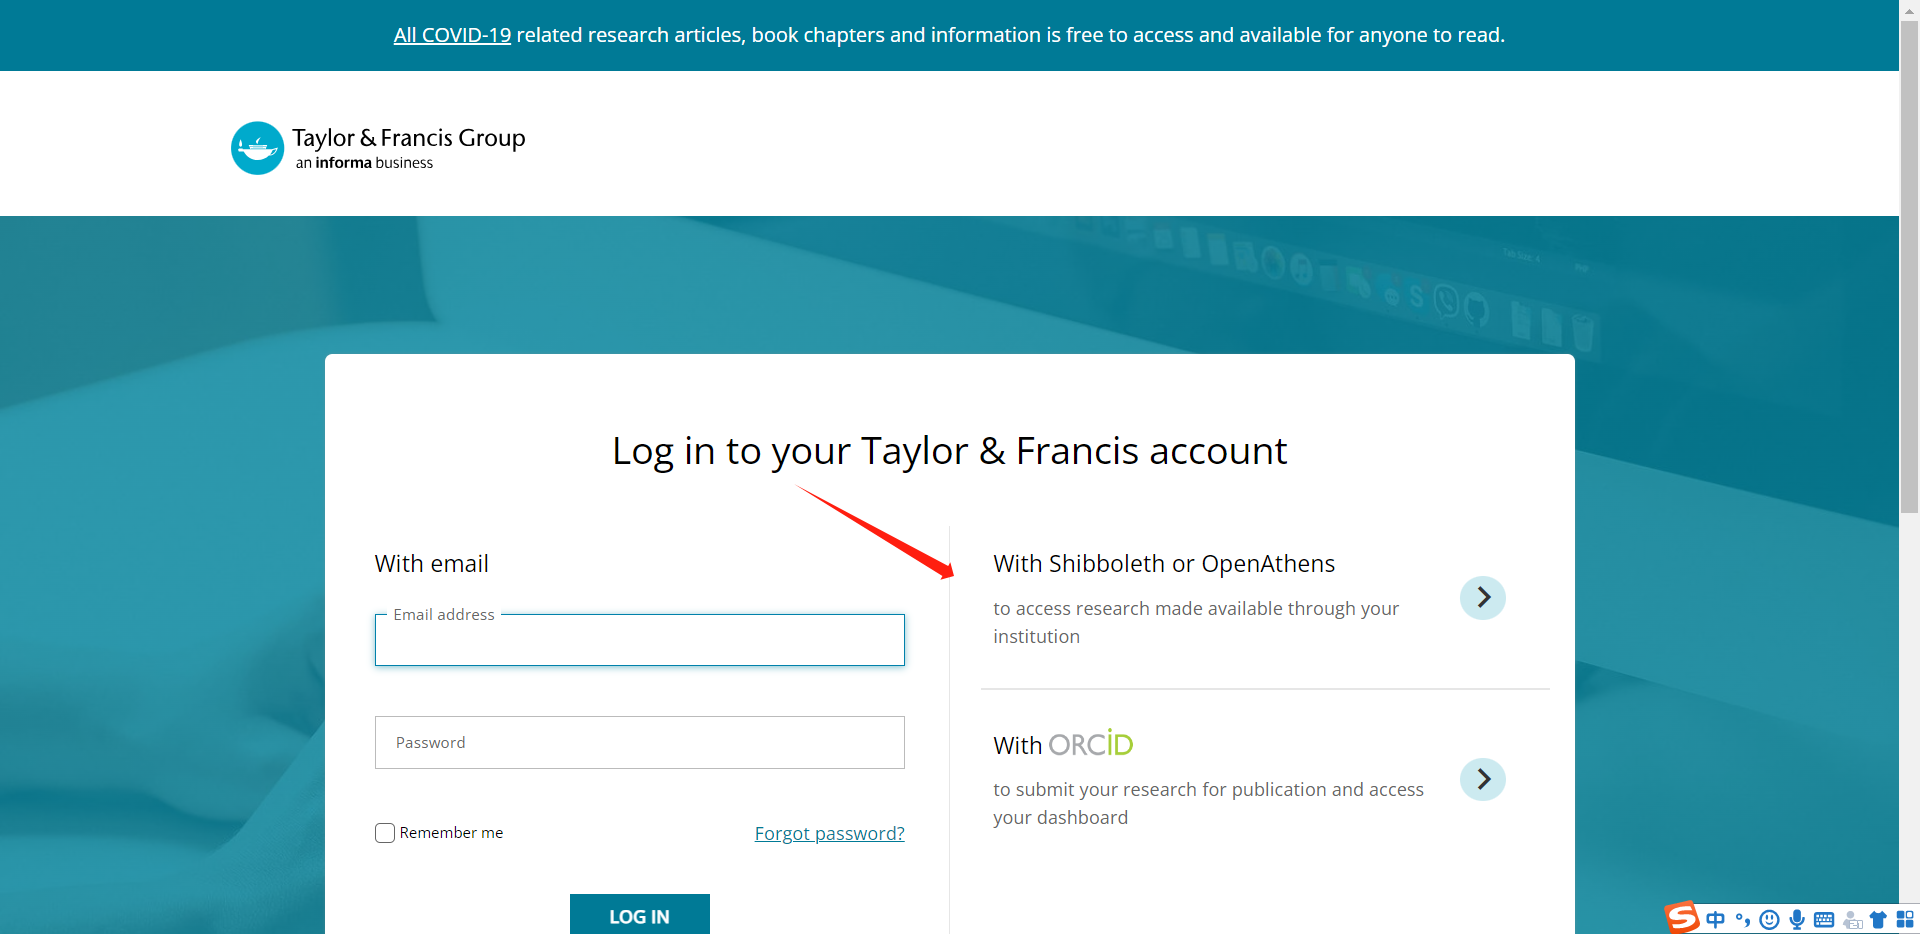 All COVID-19 related research articles, book chapters and information is free to access and available for anyone to read.
Taylor & Francis Group
an informa business
Log in to your Taylor & Francis account
With email
Email address
Password
Remember me
Forgot password?
LOG IN
With Shibboleth or OpenAthens
to access research made available through your
institution
With ORCID
to submit your research for publication and access
your dashboard
S 中